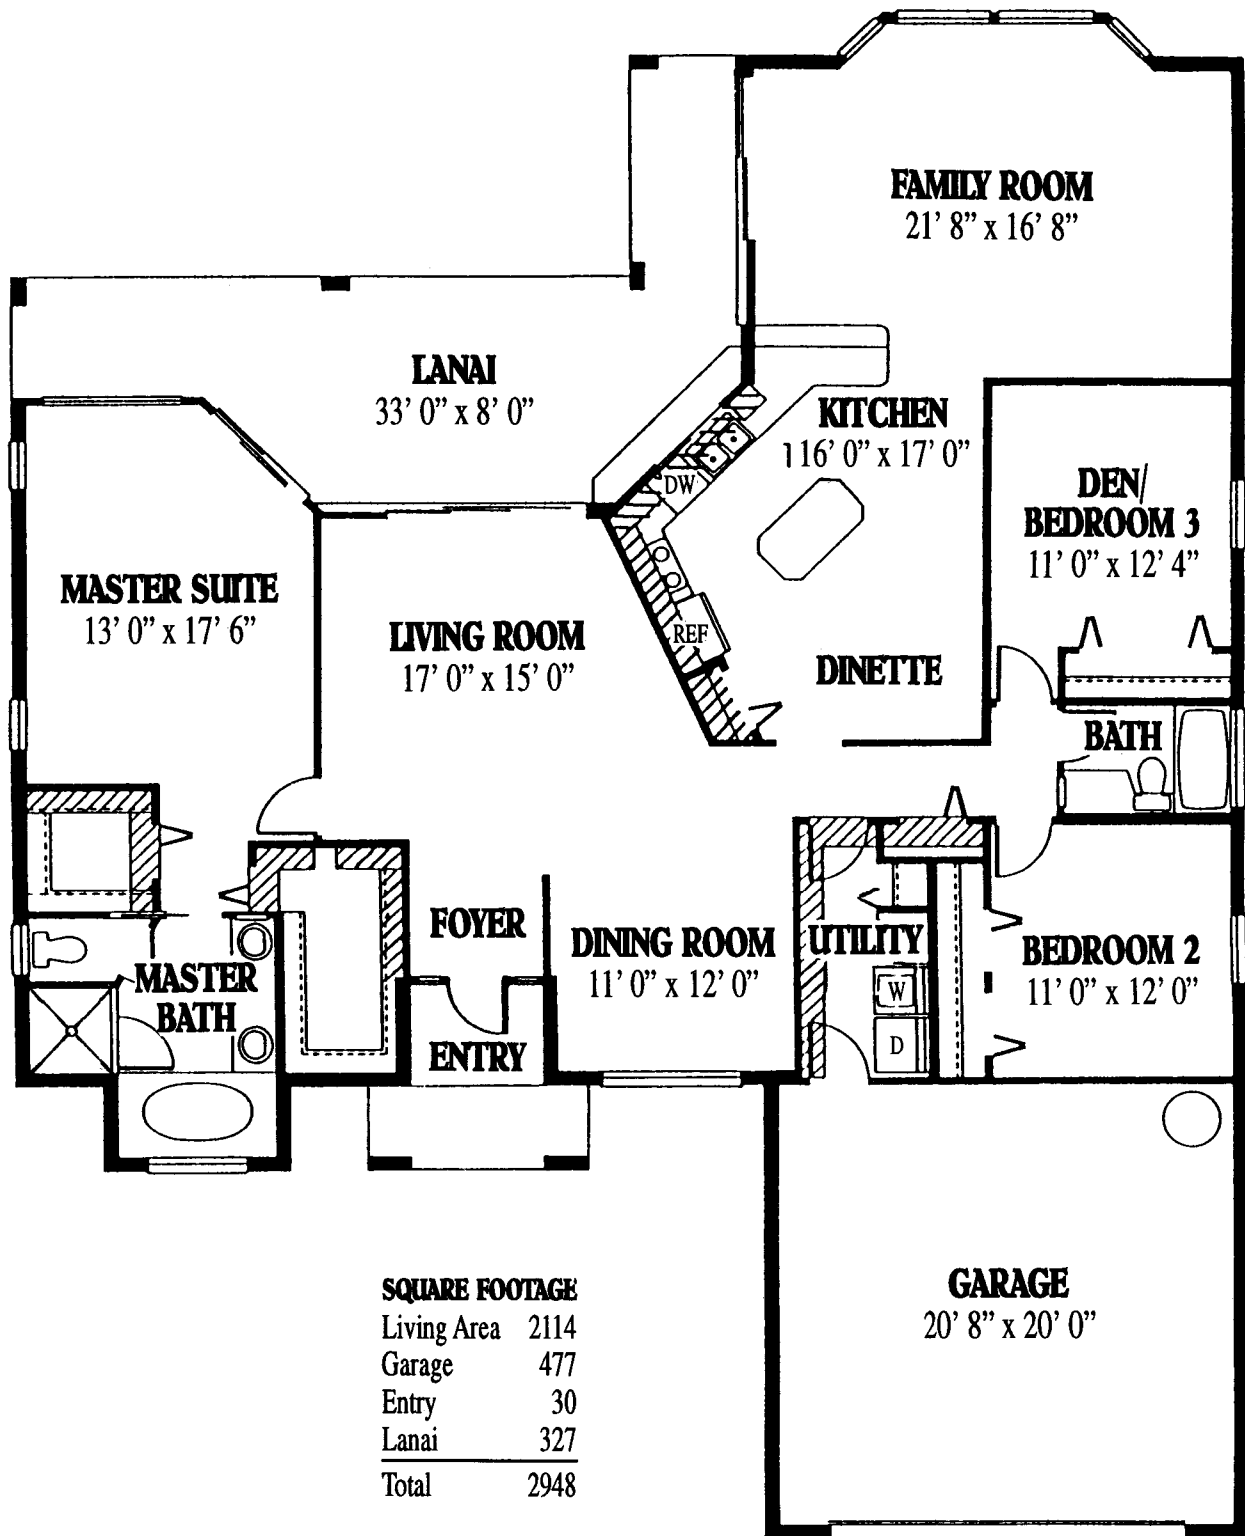 FAMILY ROOM
21’ 8” x 16’ 8”
LANAI
33’ 0” x 8’ 0”
KITCHEN
16’ 0” x 17’ 0”
DW
REF
DEN/
BEDROOM 3
11’ 0” x 12’ 4”
MASTER SUITE
13’ 0” x 17’ 6”
LIVING ROOM
17’ 0” x 15’ 0”
DINETTE
BATH
FOYER
DINING ROOM
11’ 0” x 12’ 0”
UTILITY
W
D
BEDROOM 2
11’ 0” x 12’ 0”
MASTER
BATH
ENTRY
GARAGE
20’ 8” x 20’ 0”
SQUARE FOOTAGE
Living Area 2114
Garage 477
Entry 30
Lanai 327
Total 2948